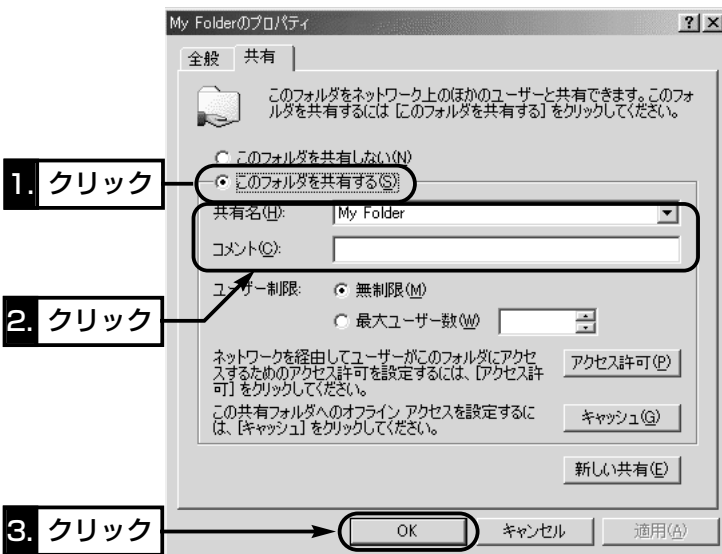 My Folderのプロパティ
? ×
全般 共有
このフォルダをネットワーク上のほかのユーザーと共有できます。このフォ
ルダを共有するには [このフォルダを共有する] をクリックしてください。
このフォルダを共有しない(N)
1. クリック
このフォルダを共有する(S)
共有名(H): My Folder
コメント(C):
2. クリック
ユーザー制限: 無制限(M)
最大ユーザー数(W)
ネットワークを経由してユーザーがこのフォルダにアクセ
スするためのアクセス許可を設定するには、[アクセス許
可] をクリックしてください。
アクセス許可(P)
この共有フォルダへのオフライン アクセスを設定するに
は、[キャッシュ] をクリックしてください。
キャッシュ(G)
新しい共有(E)
3. クリック
OK キャンセル 適用(A)